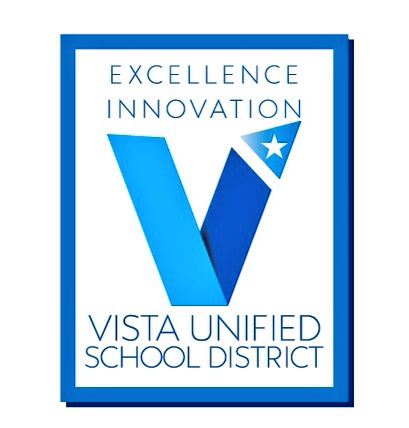 EXCELLENCE
INNOVATION
VISTA UNIFIED
SCHOOL DISTRICT